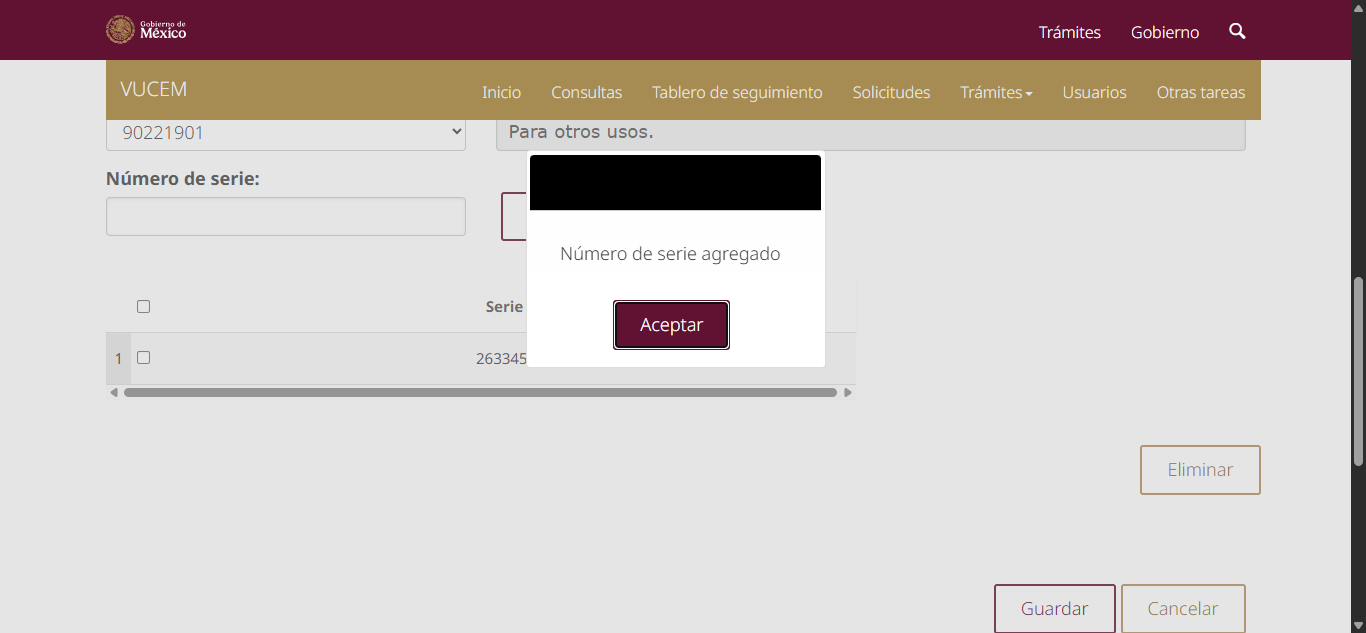 Gobierno de
México
Trámites
Gobierno
VUCEM
Inicio
Consultas
Tablero de seguimiento
Solicitudes
Trámites
Usuarios
Otras tareas
90221901
Para otros usos.
Número de serie:
Número de serie agregado
Aceptar
Serie
1
263345
Eliminar
Guardar
Cancelar